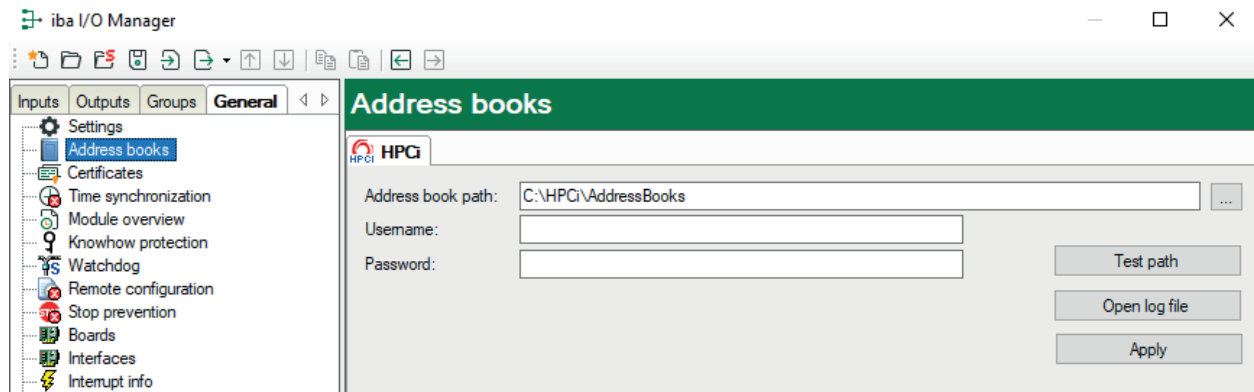 iba I/O Manager
Inputs Outputs Groups General
Settings
Address books
Certificates
Time synchronization
Module overview
Knowhow protection
Watchdog
Remote configuration
Stop prevention
Boards
Interfaces
Interrupt info
Address books
HPCi HPCi
Address book path: C:\HPCi\AddressBooks ...
Username:
Password:
Test path
Open log file
Apply